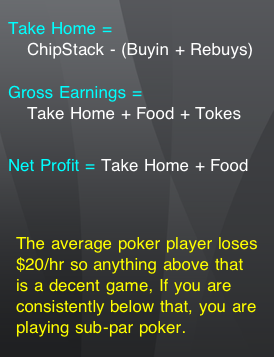 Take Home =
ChipStack - (Buyin + Rebuys)
Gross Earnings =
Take Home + Food + Tokes
Net Profit = Take Home + Food
The average poker player loses
$20/hr so anything above that
is a decent game, If you are
consistently below that, you are
playing sub-par poker.